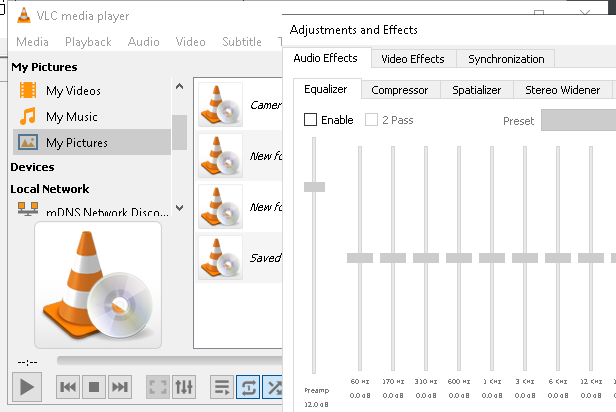 VLC media player
Media Playback Audio Video Subtitle
My Pictures
My Videos
My Music
My Pictures
Devices
Local Network
mDNS Network Disco...
Camer
New fo
New fo
Saved
--:--
Adjustments and Effects
Audio Effects Video Effects Synchronization
Equalizer Compressor Spatializer Stereo Widener
Enable 2 Pass Preset
60 Hz 170 Hz 310 Hz 600 Hz 1 KHz 3 KHz 6 KHz 12 KHz
Preamp 0.0 dB 0.0 dB 0.0 dB 0.0 dB 0.0 dB 0.0 dB 0.0 dB 0.0 dB
12.0 dB